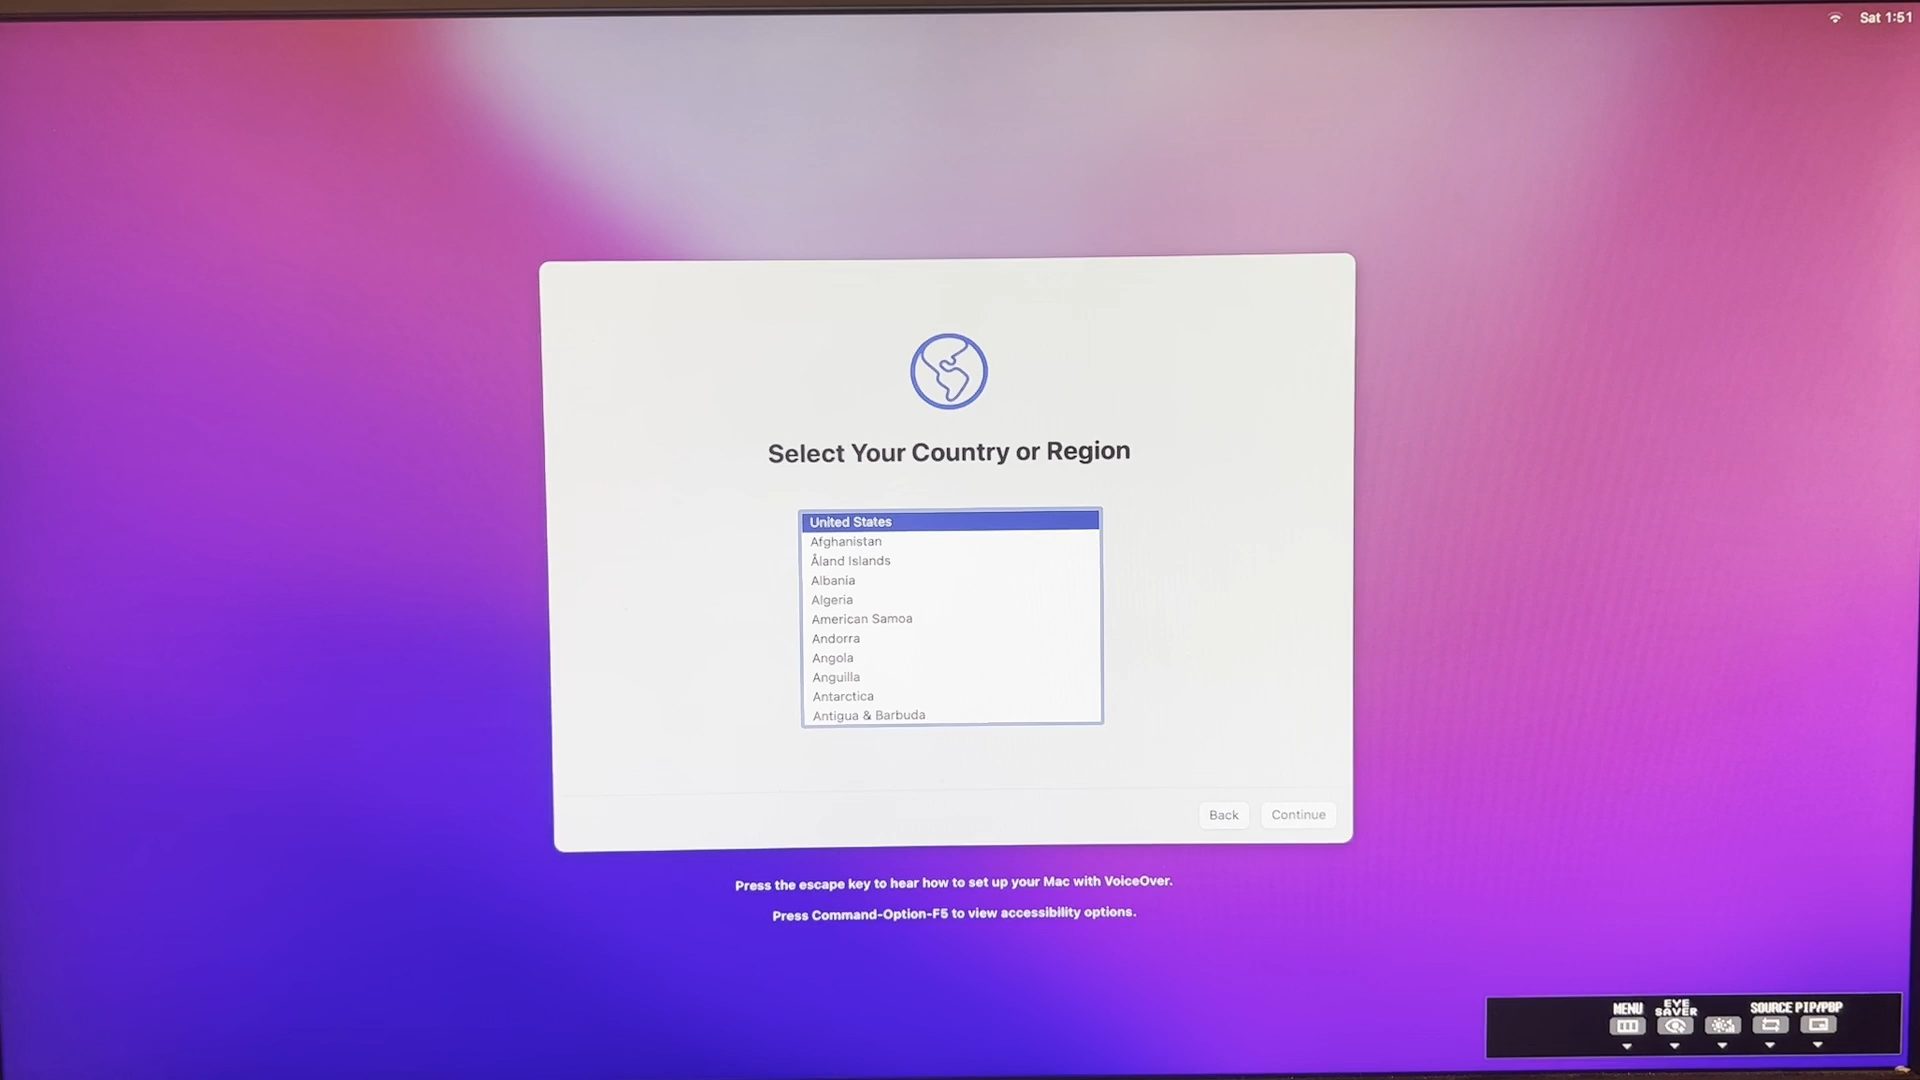 Sat 1:51
Select Your Country or Region
United States
Afghanistan
Åland Islands
Albania
Algeria
American Samoa
Andorra
Angola
Anguilla
Antarctica
Antigua & Barbuda
Back Continue
Press the escape key to hear how to set up your Mac with VoiceOver.
Press Command-Option-F5 to view accessibility options.
MENU EYE SAVER SOURCE PIP/PBP